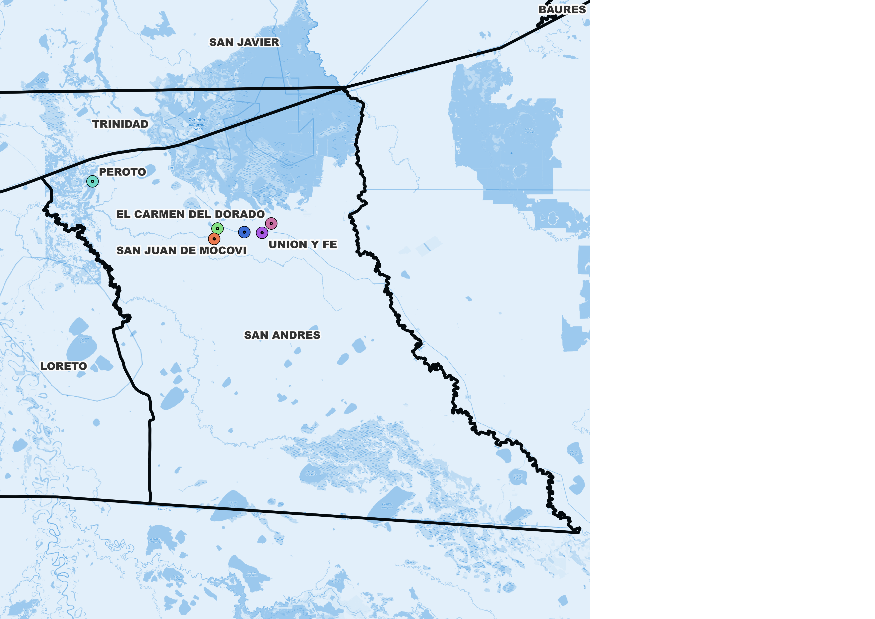 BAURES
SAN JAVIER
TRINIDAD
PEROTO
EL CARMEN DEL DORADO
UNION Y FE
SAN JUAN DE MOCOVI
SAN ANDRES
LORETO